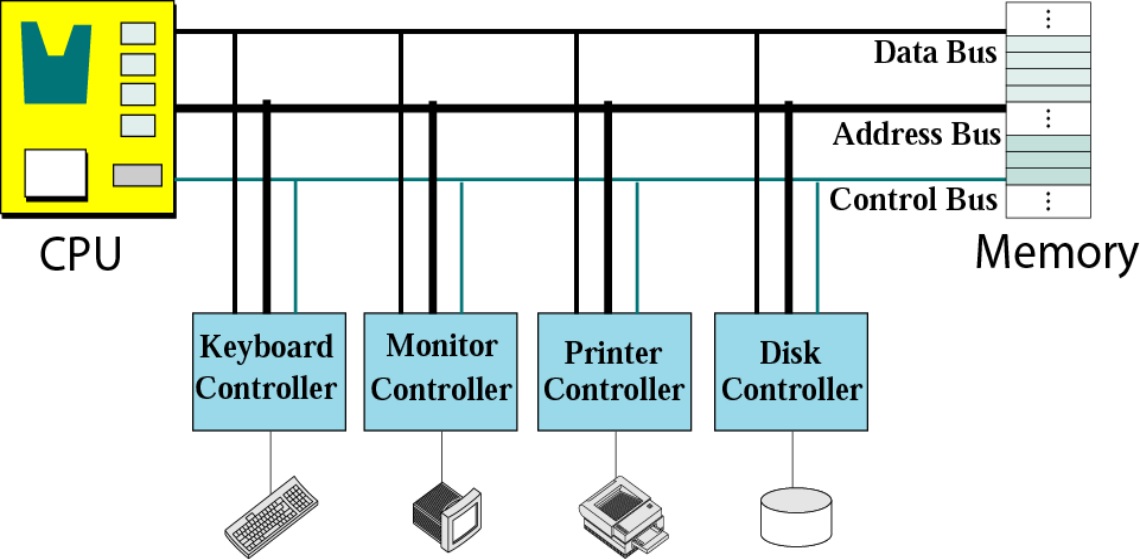 Data Bus
Address Bus
Control Bus
CPU
Memory
Keyboard
Controller
Monitor
Controller
Printer
Controller
Disk
Controller